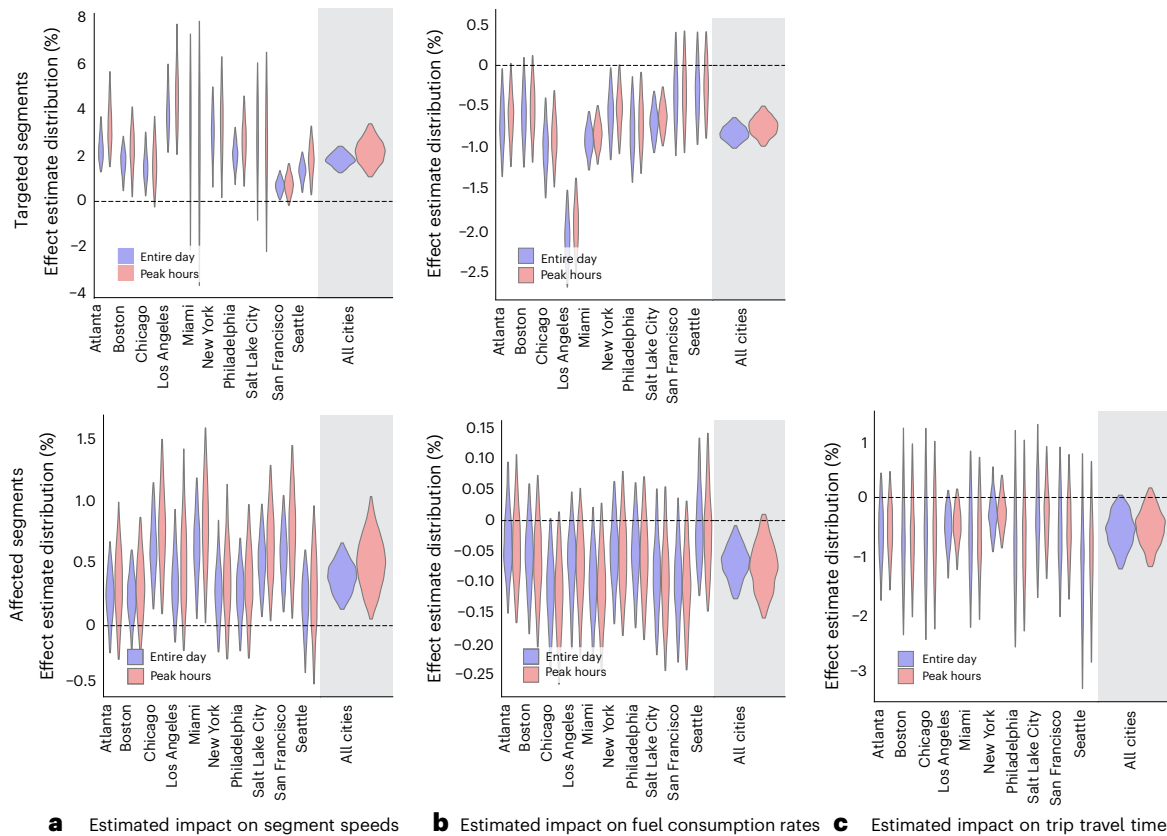 Targeted segments
Effect estimate distribution (%)
8
6
4
2
0
−2
−4
Entire day
Peak hours
Atlanta
Boston
Chicago
Los Angeles
Miami
New York
Philadelphia
Salt Lake City
San Francisco
Seattle
All cities
Effect estimate distribution (%)
0.5
0
−0.5
−1.0
−1.5
−2.0
−2.5
Entire day
Peak hours
Atlanta
Boston
Chicago
Los Angeles
Miami
New York
Philadelphia
Salt Lake City
San Francisco
Seattle
All cities
Affected segments
Effect estimate distribution (%)
1.5
1.0
0.5
0
−0.5
Entire day
Peak hours
Atlanta
Boston
Chicago
Los Angeles
Miami
New York
Philadelphia
Salt Lake City
San Francisco
Seattle
All cities
Effect estimate distribution (%)
0.15
0.10
0.05
0
−0.05
−0.10
−0.15
−0.20
−0.25
Entire day
Peak hours
Atlanta
Boston
Chicago
Los Angeles
Miami
New York
Philadelphia
Salt Lake City
San Francisco
Seattle
All cities
Effect estimate distribution (%)
1
0
−1
−2
−3
Entire day
Peak hours
Atlanta
Boston
Chicago
Los Angeles
Miami
New York
Philadelphia
Salt Lake City
San Francisco
Seattle
All cities
a Estimated impact on segment speeds
b Estimated impact on fuel consumption rates
c Estimated impact on trip travel time